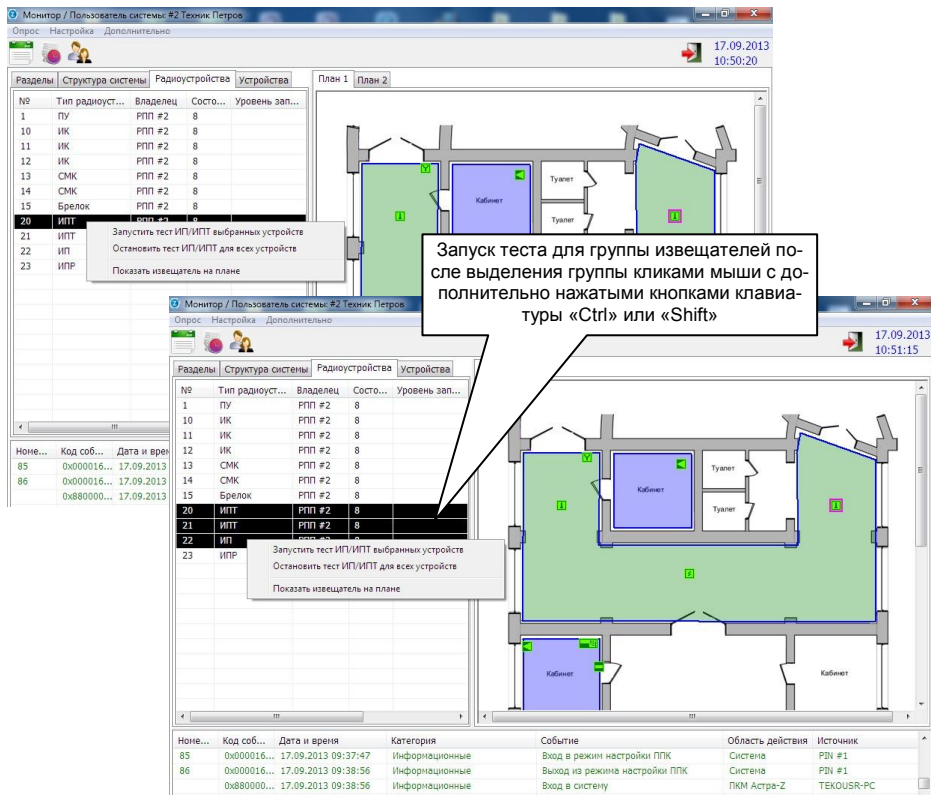 Монитор / Пользователь системы: #2 Техник Петров
Опрос Настройка Дополнительно
17.09.2013
10:50:20
Разделы Структура системы Радиоустройства Устройства
План 1 План 2
№ Тип радиоуст... Владелец Состо... Уровень зап...
1 ПУ РПП #2 8
10 ИК РПП #2 8
11 ИК РПП #2 8
12 ИК РПП #2 8
13 СМК РПП #2 8
14 СМК РПП #2 8
15 Брелок РПП #2 8
20 ИПТ РПП #2 8
21 ИПТ
22 ИП
23 ИПР
Запустить тест ИП/ИПТ выбранных устройств
Остановить тест ИП/ИПТ для всех устройств
Показать извещатель на плане
Кабинет
Туалет
Туалет
Запуск теста для группы извещателей по-
сле выделения группы кликами мыши с до-
полнительно нажатыми кнопками клавиа-
туры «Ctrl» или «Shift»
Номе... Код соб... Дата и врем
85 0x000016... 17.09.2013
86 0x000016... 17.09.2013
0x880000... 17.09.2013
Монитор / Пользователь системы: #2 Техник Петров
Опрос Настройка Дополнительно
17.09.2013
10:51:15
Разделы Структура системы Радиоустройства Устройства
№ Тип радиоуст... Владелец Состо... Уровень зап...
1 ПУ РПП #2 8
10 ИК РПП #2 8
11 ИК РПП #2 8
12 ИК РПП #2 8
13 СМК РПП #2 8
14 СМК РПП #2 8
15 Брелок РПП #2 8
20 ИПТ РПП #2 8
21 ИПТ РПП #2 8
22 ИП РПП #2 8
23 ИПР
Запустить тест ИП/ИПТ выбранных устройств
Остановить тест ИП/ИПТ для всех устройств
Показать извещатель на плане
Кабинет
Туалет
Туалет
Кабинет
Кабинет
Номе... Код соб... Дата и время Категория Событие Область действия Источник
85 0x000016... 17.09.2013 09:37:47 Информационные Вход в режим настройки ППК Система PIN #1
86 0x000016... 17.09.2013 09:38:56 Информационные Выход из режима настройки ППК Система PIN #1
0x880000... 17.09.2013 09:38:56 Информационные Вход в систему ПКМ Астра-Z TEKOUSR-PC